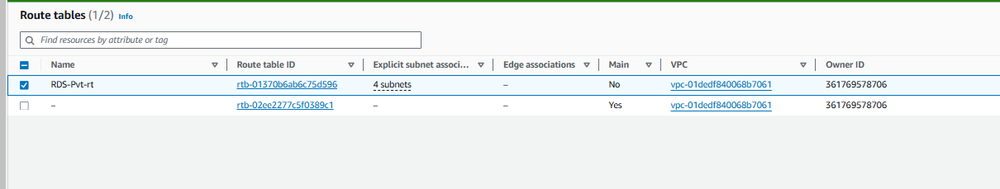 Route tables (1/2) Info
Find resources by attribute or tag
Name Route table ID Explicit subnet associ... Edge associations Main VPC Owner ID
RDS-Pvt-rt rtb-01370b6ab6c75d596 4 subnets – No vpc-01dedf840068b7061 361769578706
– rtb-02ee2277c5f0389c1 – – Yes vpc-01dedf840068b7061 361769578706